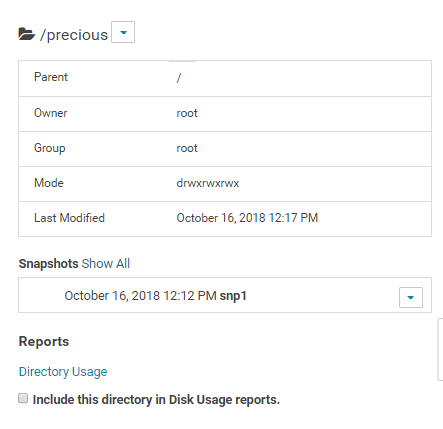 /precious
Parent /
Owner root
Group root
Mode drwxrwxrwx
Last Modified October 16, 2018 12:17 PM
Snapshots Show All
October 16, 2018 12:12 PM snp1
Reports
Directory Usage
Include this directory in Disk Usage reports.